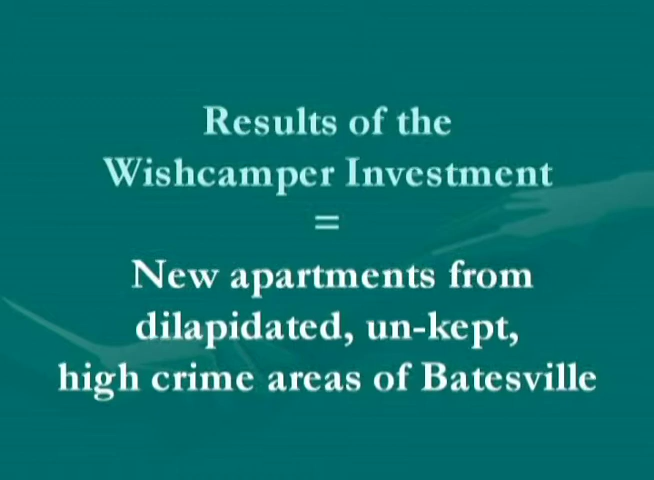 Results of the
Wishcamper Investment
=
New apartments from
dilapidated, un-kept,
high crime areas of Batesville